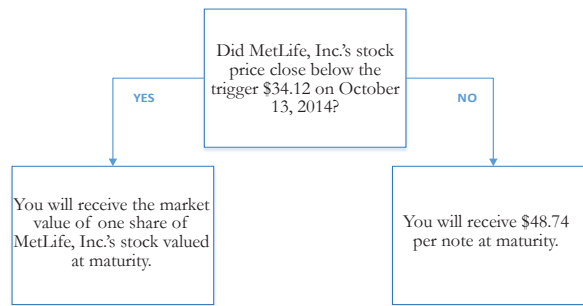 Did MetLife, Inc.'s stock
price close below the
trigger $34.12 on October
13, 2014?
YES
NO
You will receive the market
value of one share of
MetLife, Inc.'s stock valued
at maturity.
You will receive $48.74
per note at maturity.